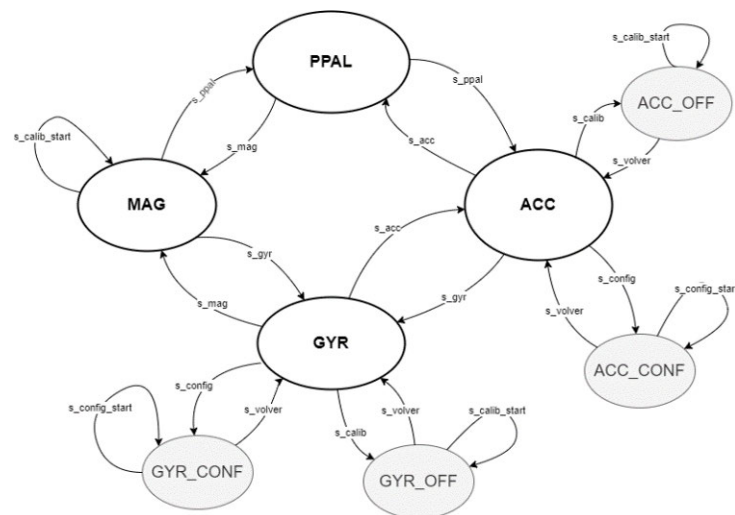 s_calib_start
PPAL
s_ppal
s_ppal
ACC_OFF
s_calib
s_calib_start
s_mag
s_acc
s_volver
MAG
ACC
s_acc
s_gyr
s_config
s_config_start
s_mag
s_gyr
s_volver
GYR
ACC_CONF
s_config
s_config_start
s_volver
s_volver
s_calib_start
s_calib
GYR_CONF
GYR_OFF